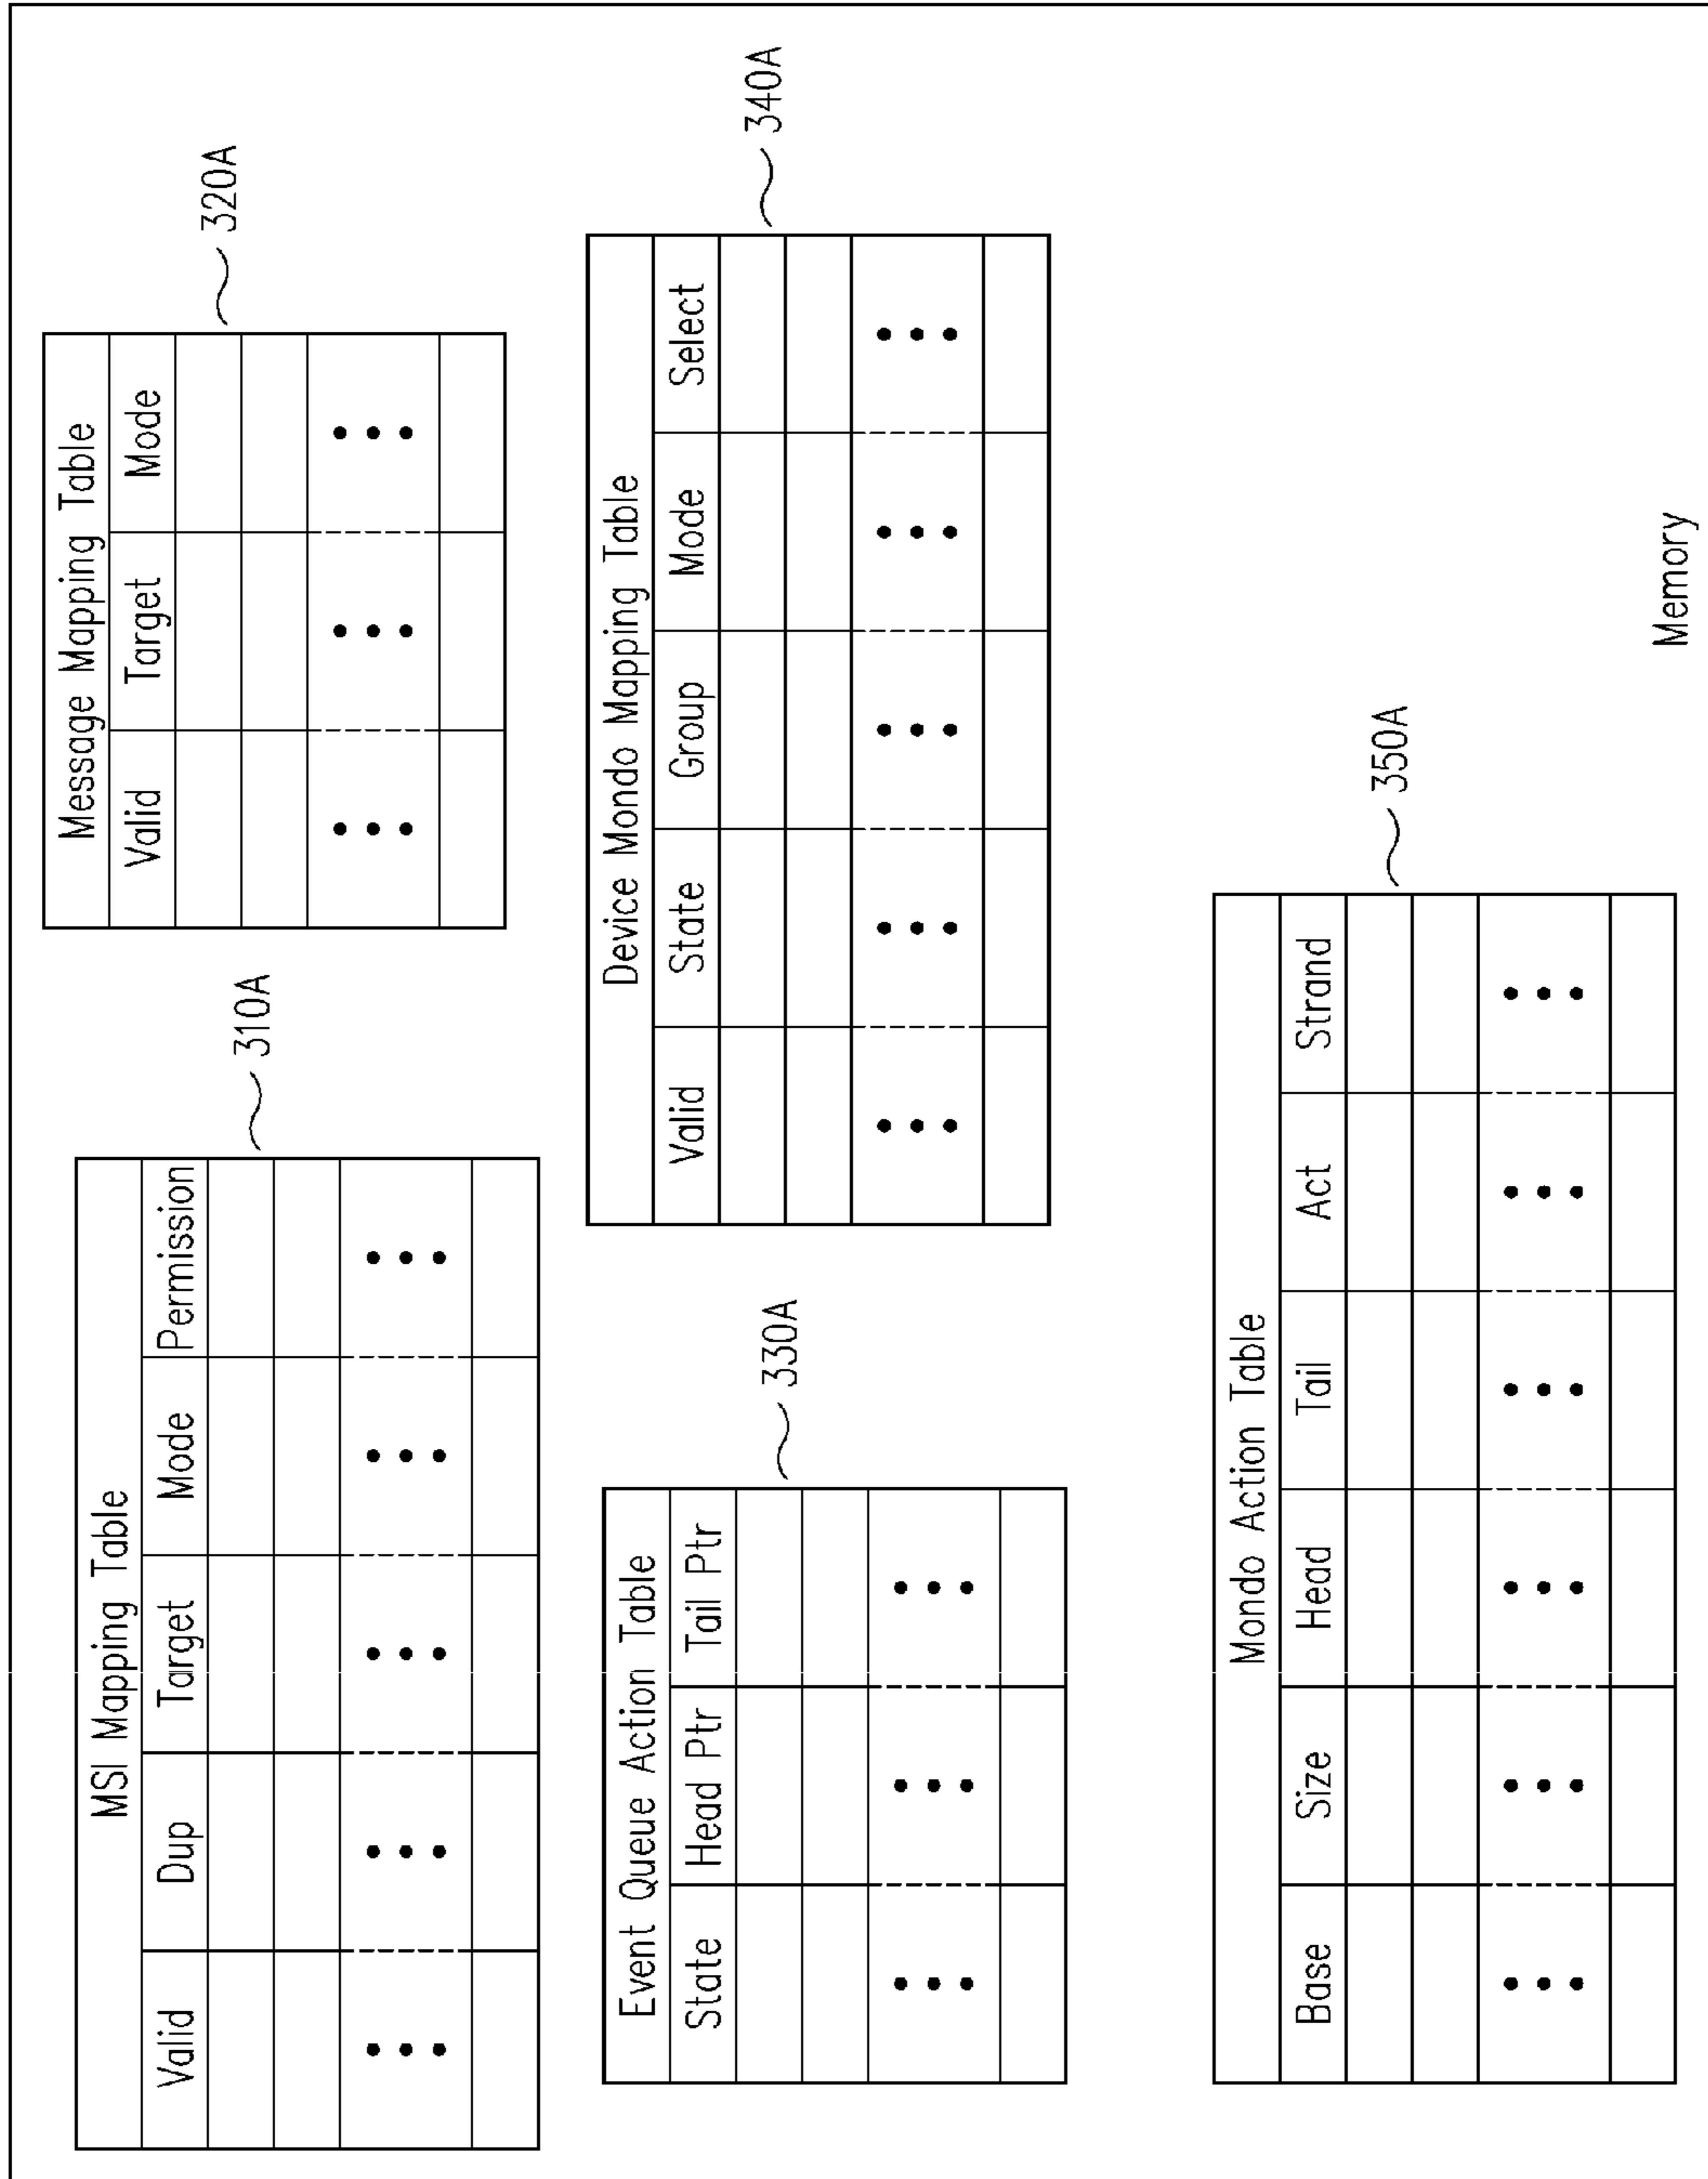 MSI Mapping Table
Valid Dup Target Mode Permission
310A
Message Mapping Table
Valid Target Mode
320A
Event Queue Action Table
State Head Ptr Tail Ptr
330A
Device Mondo Mapping Table
Valid State Group Mode Select
340A
Mondo Action Table
Base Size Head Tail Act Strand
350A
Memory